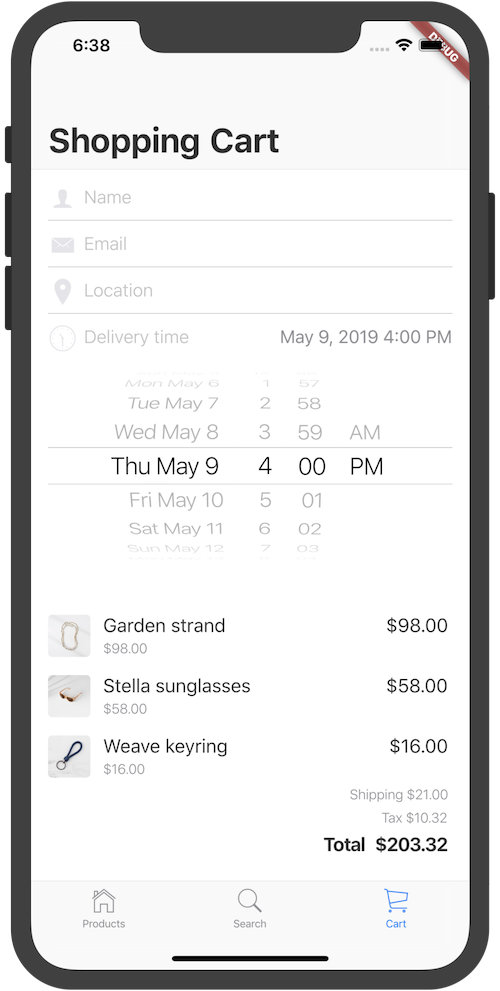 6:38
DEBUG
Shopping Cart
Name
Email
Location
Delivery time May 9, 2019 4:00 PM
Mon May 6 1 57
Tue May 7 2 58
Wed May 8 3 59 AM
Thu May 9 4 00 PM
Fri May 10 5 01
Sat May 11 6 02
Sun May 12 7 03
Garden strand $98.00
$98.00
Stella sunglasses $58.00
$58.00
Weave keyring $16.00
$16.00
Shipping $21.00
Tax $10.32
Total $203.32
Products Search Cart